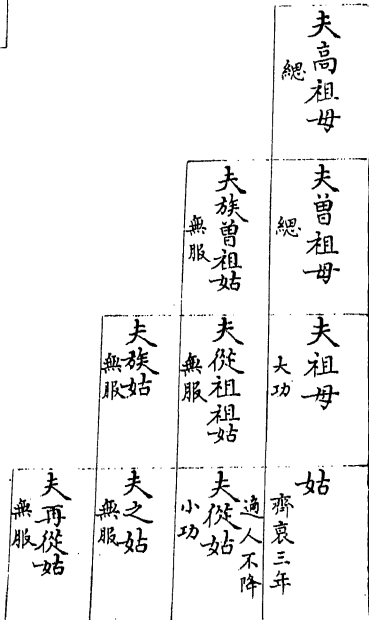 夫高祖母
緦
夫曽祖母
緦
夫族曽祖姑
無服
夫祖母
大功
夫從祖祖姑
無服
夫族姑
無服
姑
齊衰三年
夫從姑
適人不降
小功
夫之姑
無服
夫再從姑
無服